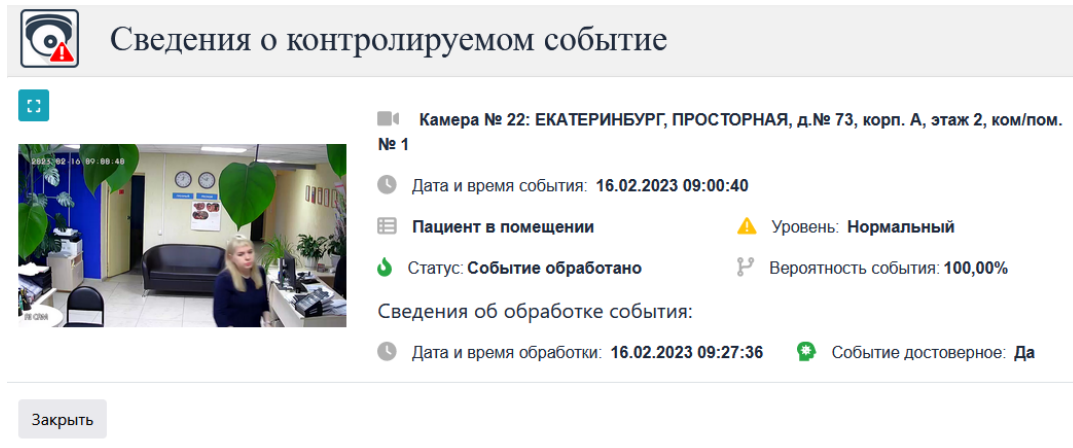 Сведения о контролируемом событие
Камера № 22: ЕКАТЕРИНБУРГ, ПРОСТОРНАЯ, д.№ 73, корп. А, этаж 2, ком/пом.
№ 1
2023-02-16 09:00:40
Дата и время события: 16.02.2023 09:00:40
Пациент в помещении Уровень: Нормальный
Статус: Событие обработано Вероятность события: 100,00%
Сведения об обработке события:
Дата и время обработки: 16.02.2023 09:27:36 Событие достоверное: Да
Закрыть